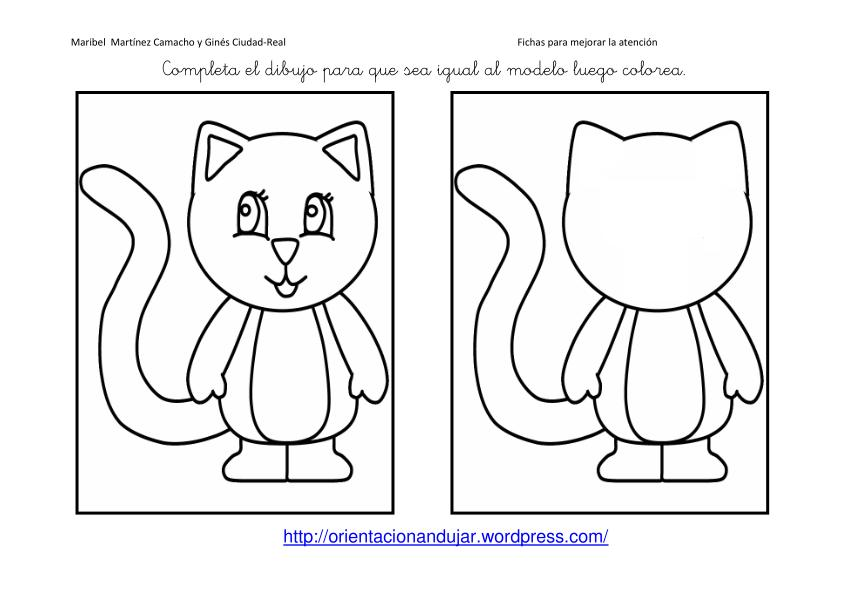 Maribel  Martínez Camacho y Ginés Ciudad-Real
Fichas para mejorar la atención
Completa el dibujo para que sea igual al modelo luego colorea.
http://orientacionandujar.wordpress.com/